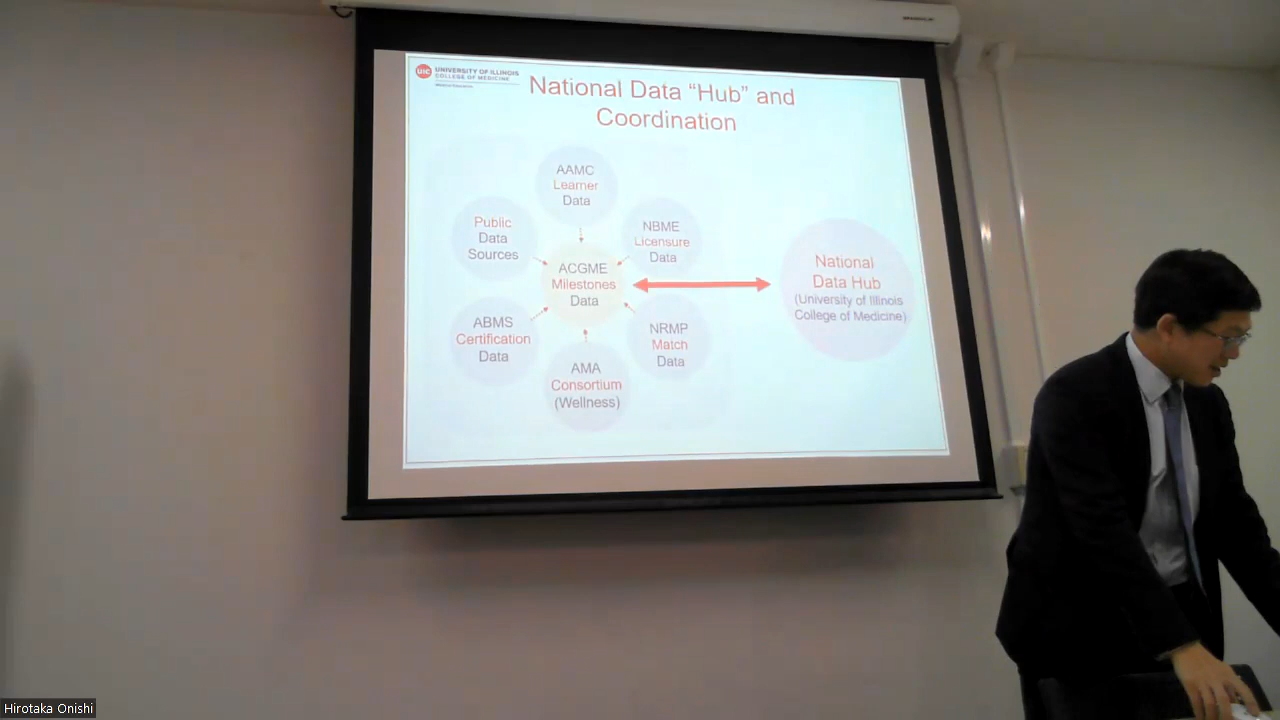 UIC
UNIVERSITY OF ILLINOIS
COLLEGE OF MEDICINE
National Data “Hub” and
Coordination
AAMC
Learner
Data
Public
Data
Sources
NBME
Licensure
Data
ACGME
Milestones
Data
National
Data Hub
(University of Illinois
College of Medicine)
ABMS
Certification
Data
NRMP
Match
Data
AMA
Consortium
(Wellness)
Hirotaka Onishi